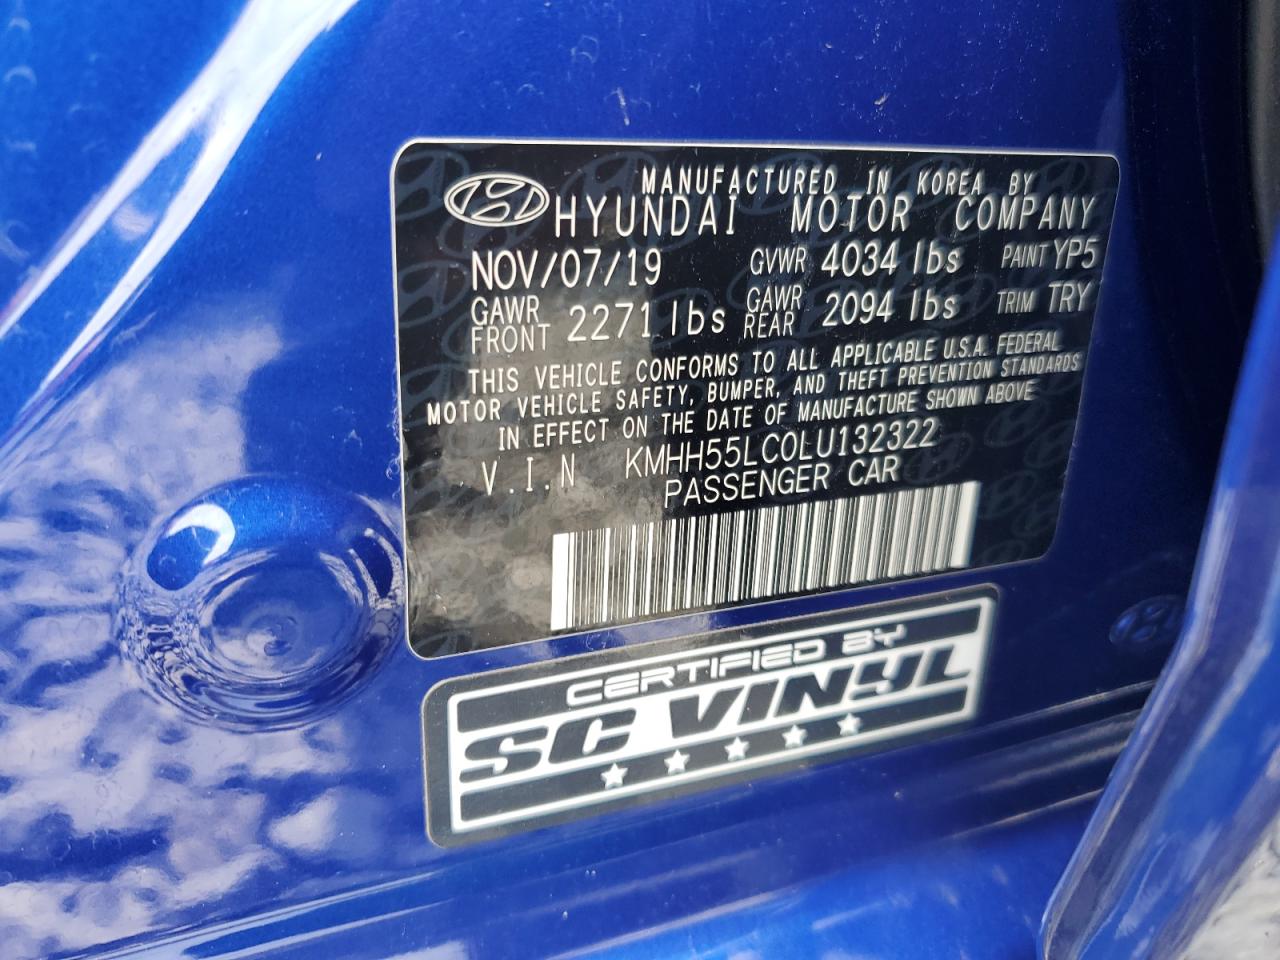 MANUFACTURED IN KOREA BY
HYUNDAI MOTOR COMPANY
NOV/07/19 GVWR 4034 lbs PAINT YP5
GAWR FRONT 2271 lbs GAWR REAR 2094 lbs TRIM TRY
THIS VEHICLE CONFORMS TO ALL APPLICABLE U.S.A. FEDERAL
MOTOR VEHICLE SAFETY, BUMPER, AND THEFT PREVENTION STANDARDS
IN EFFECT ON THE DATE OF MANUFACTURE SHOWN ABOVE
V.I.N KMHH55LC0LU132322
PASSENGER CAR
CERTIFIED BY
SC VINYL